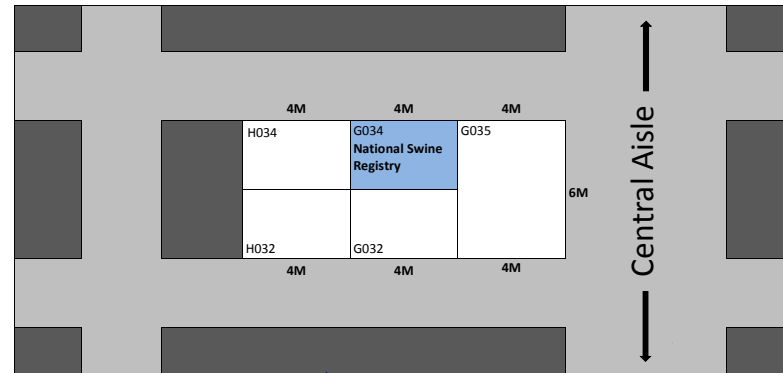 4M
4M
4M
H034
G034
National Swine
Registry
G035
6M
Central Aisle
H032
G032
4M
4M
4M